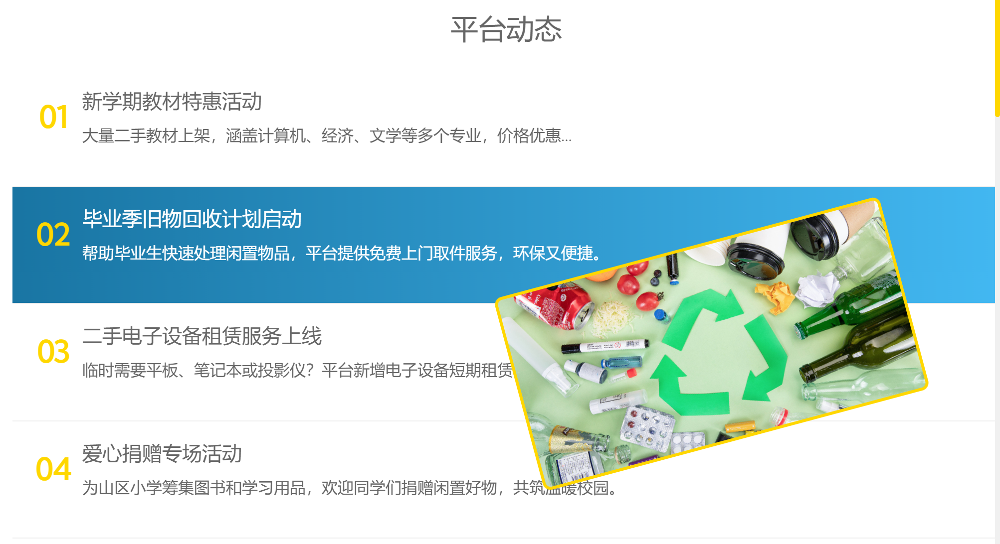 平台动态
01
新学期教材特惠活动
大量二手教材上架，涵盖计算机、经济、文学等多个专业，价格优惠...
02
毕业季旧物回收计划启动
帮助毕业生快速处理闲置物品，平台提供免费上门取件服务，环保又便捷。
03
二手电子设备租赁服务上线
临时需要平板、笔记本或投影仪？平台新增电子设备短期租赁
04
爱心捐赠专场活动
为山区小学筹集图书和学习用品，欢迎同学们捐赠闲置好物，共筑温暖校园。